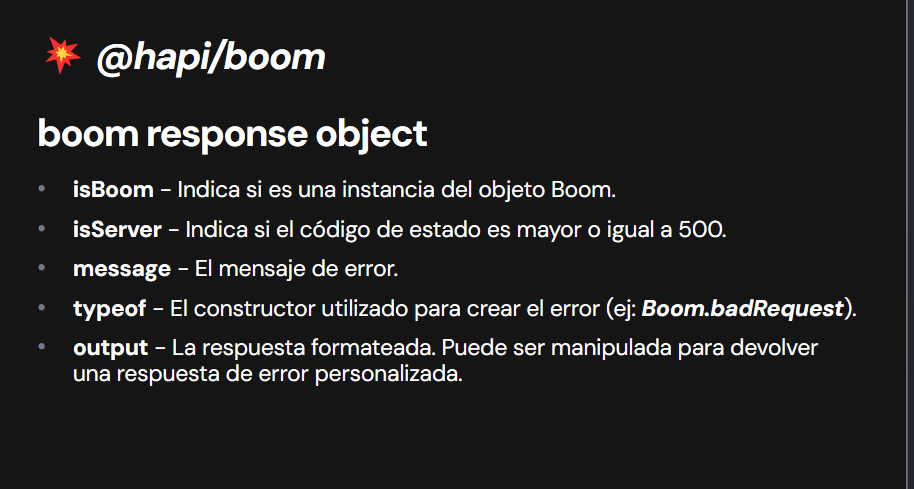 💥 @hapi/boom
boom response object
• isBoom – Indica si es una instancia del objeto Boom.
• isServer – Indica si el código de estado es mayor o igual a 500.
• message – El mensaje de error.
• typeof – El constructor utilizado para crear el error (ej: Boom.badRequest).
• output – La respuesta formateada. Puede ser manipulada para devolver
una respuesta de error personalizada.